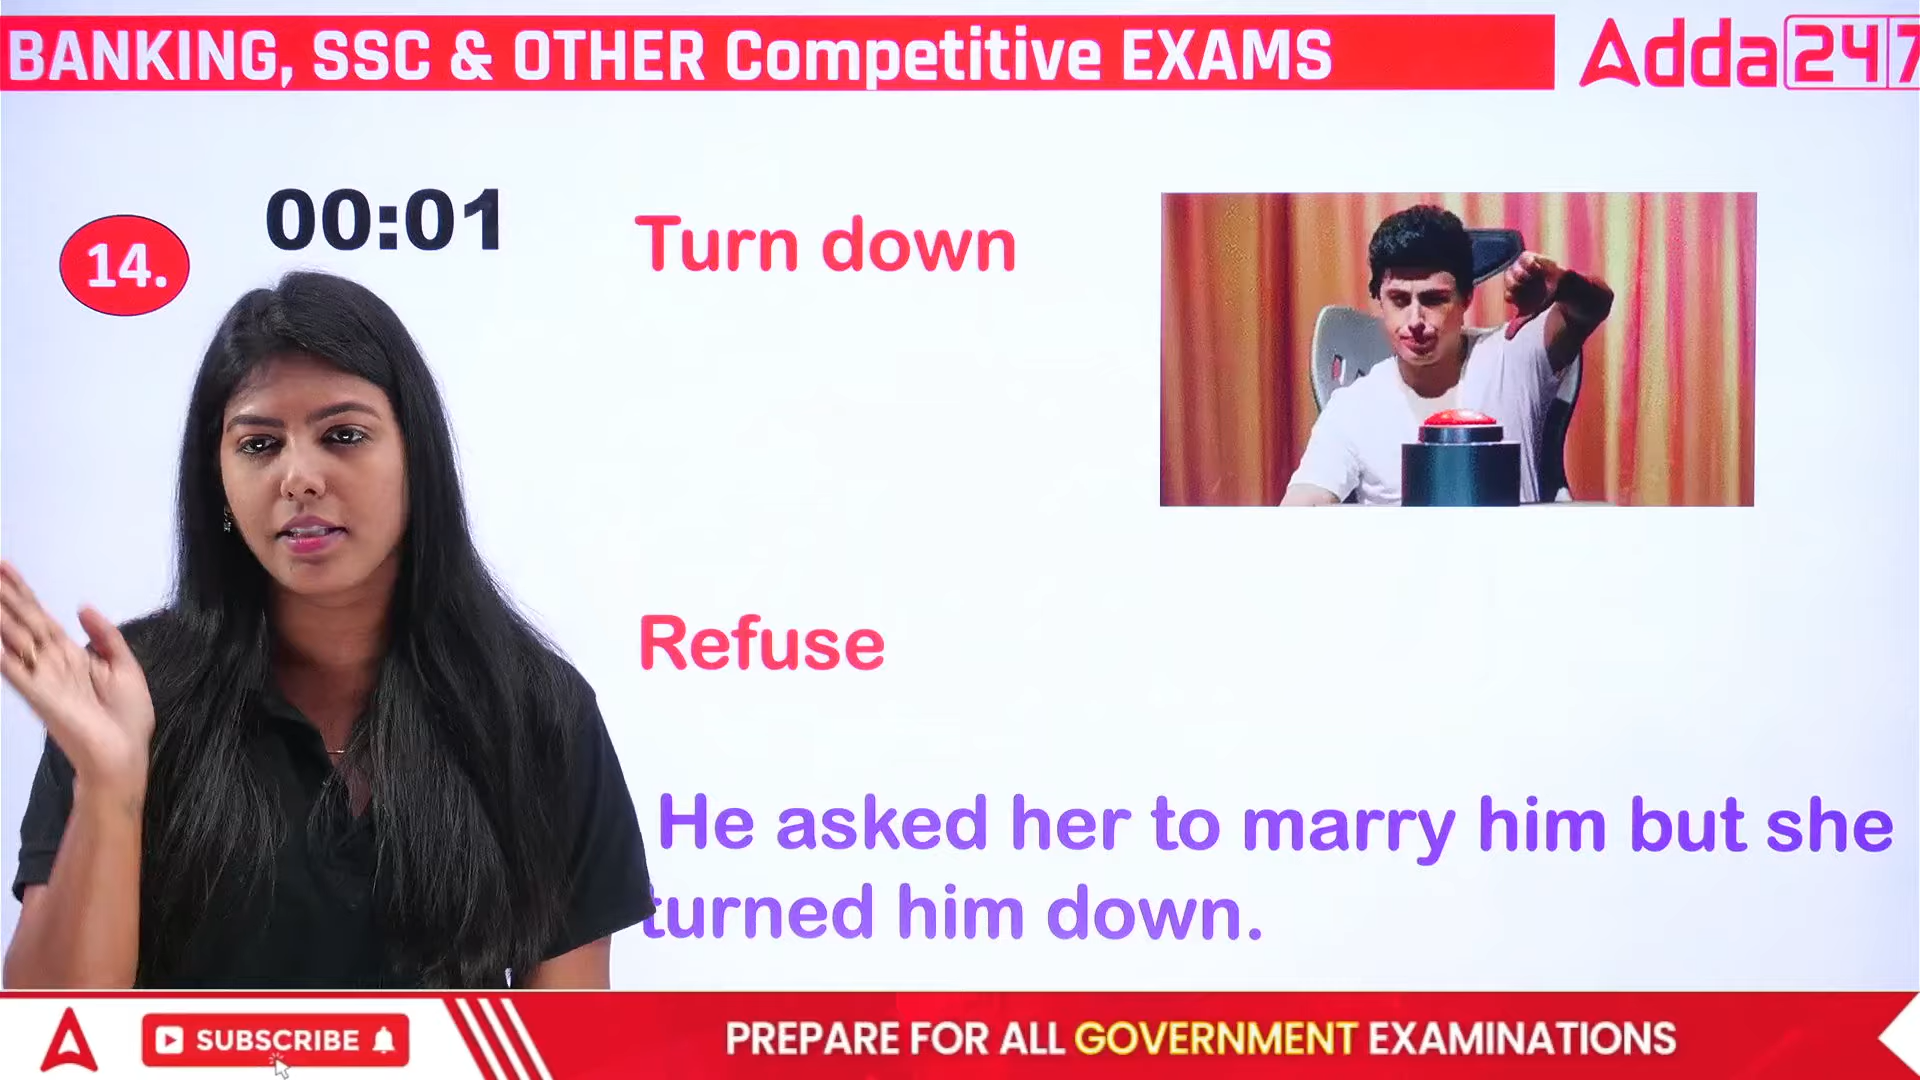 BANKING, SSC & OTHER Competitive EXAMS
Adda247
00:01
14.
Turn down
Refuse
He asked her to marry him but she
turned him down.
SUBSCRIBE
PREPARE FOR ALL GOVERNMENT EXAMINATIONS